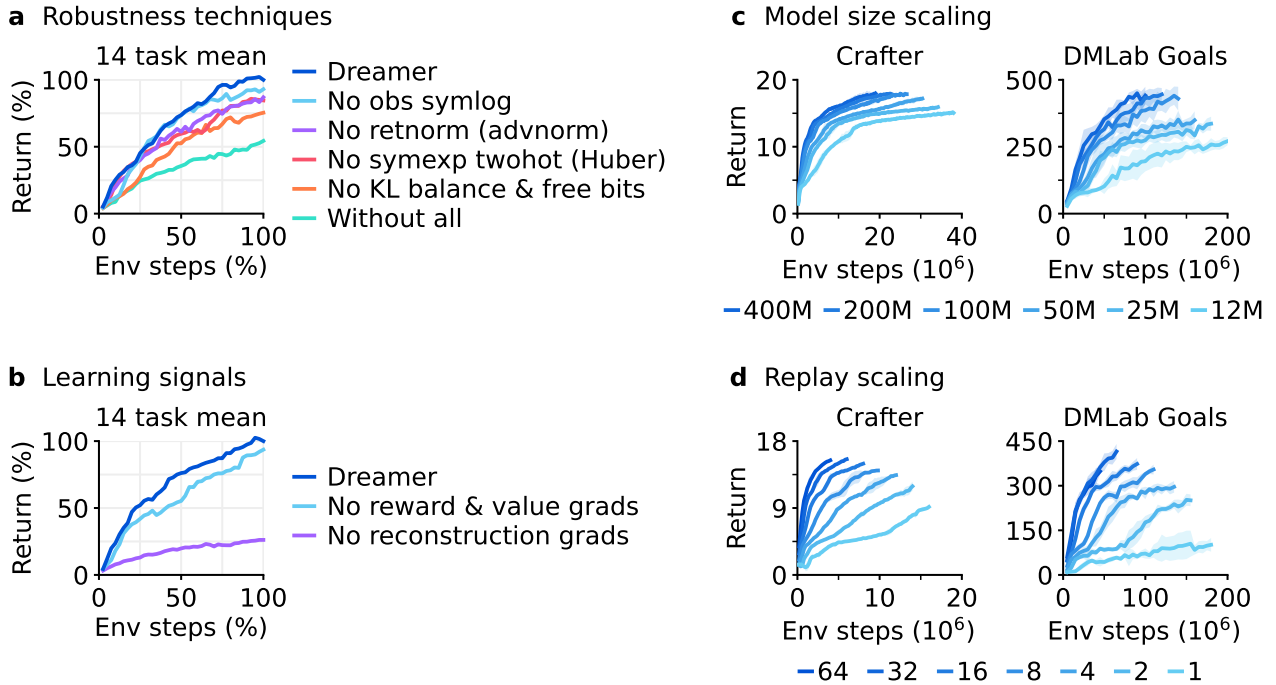 a Robustness techniques
14 task mean
Return (%)
100
50
0
0 50 100
Env steps (%)
Dreamer
No obs symlog
No retnorm (advnorm)
No symexp twohot (Huber)
No KL balance & free bits
Without all
b Learning signals
14 task mean
Return (%)
100
50
0
0 50 100
Env steps (%)
Dreamer
No reward & value grads
No reconstruction grads
c Model size scaling
Crafter
Return
20
10
0
0 20 40
Env steps (10⁶)
DMLab Goals
500
250
0
0 100 200
Env steps (10⁶)
400M 200M 100M 50M 25M 12M
d Replay scaling
Crafter
Return
18
9
0
0 10 20
Env steps (10⁶)
DMLab Goals
450
300
150
0
0 100 200
Env steps (10⁶)
64 32 16 8 4 2 1